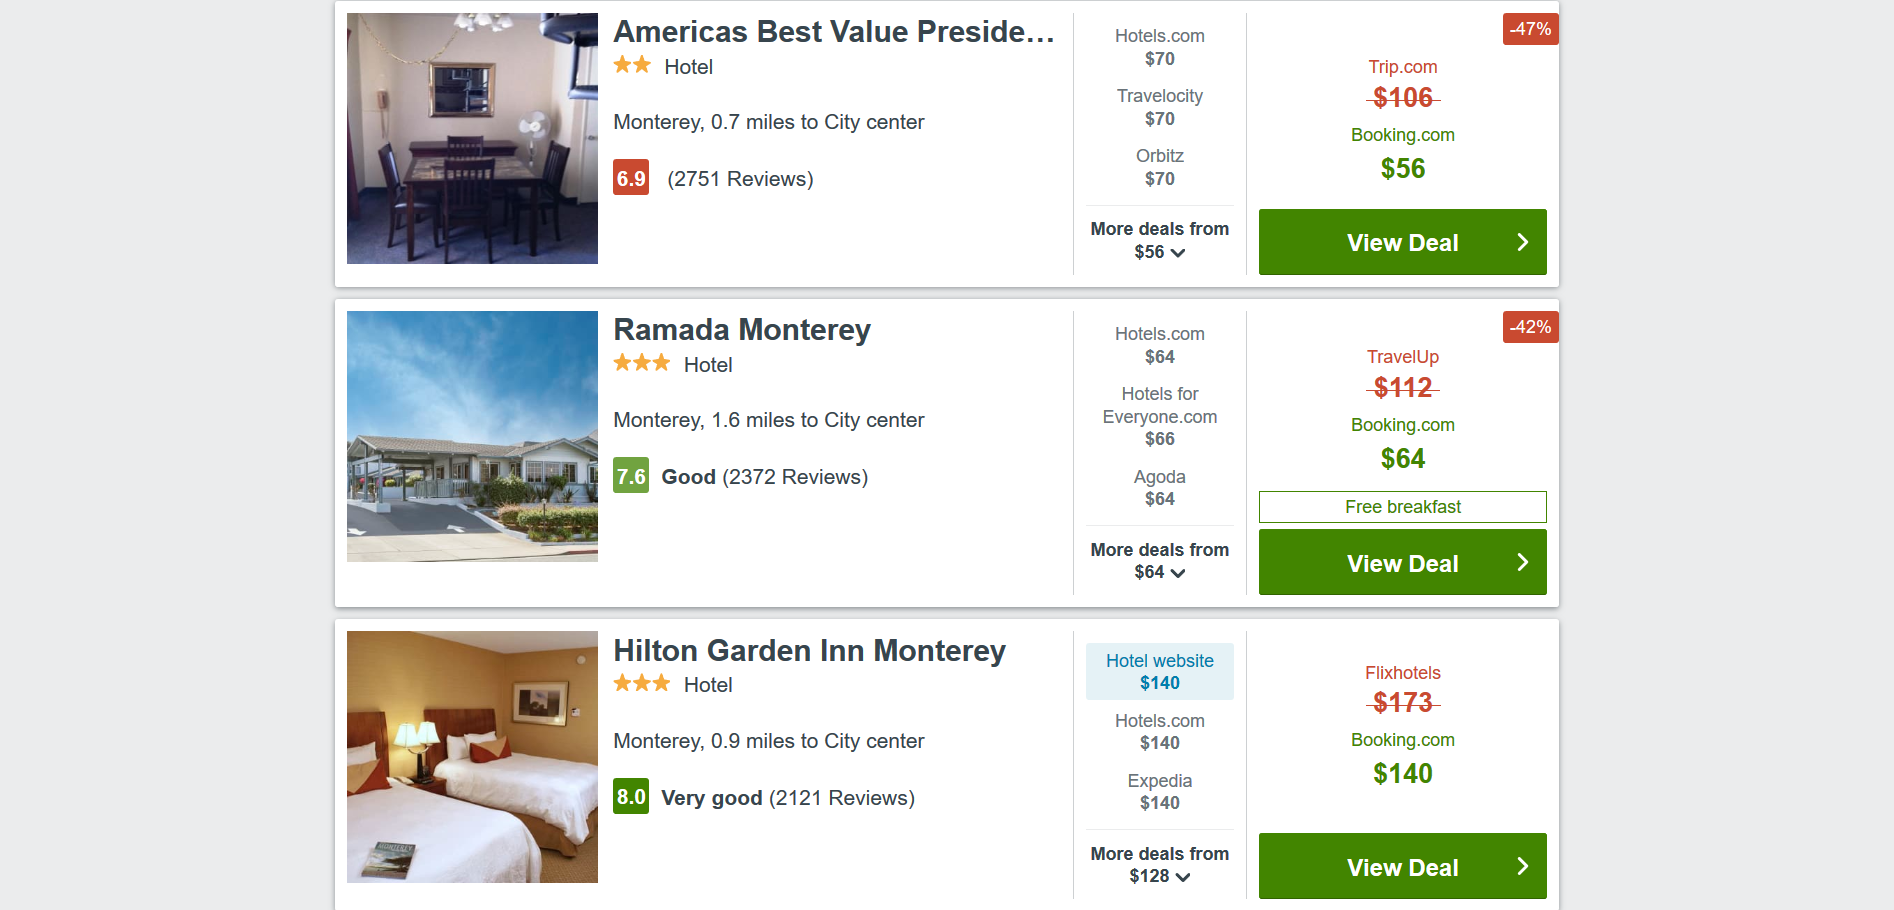 Americas Best Value Preside...
Hotel
Monterey, 0.7 miles to City center
6.9 (2751 Reviews)
Hotels.com
$70
Travelocity
$70
Orbitz
$70
More deals from
$56
-47%
Trip.com
$106
Booking.com
$56
View Deal
Ramada Monterey
Hotel
Monterey, 1.6 miles to City center
7.6 Good (2372 Reviews)
Hotels.com
$64
Hotels for
Everyone.com
$66
Agoda
$64
More deals from
$64
-42%
TravelUp
$112
Booking.com
$64
Free breakfast
View Deal
Hilton Garden Inn Monterey
Hotel
Monterey, 0.9 miles to City center
8.0 Very good (2121 Reviews)
MONTEREY
Hotel website
$140
Hotels.com
$140
Expedia
$140
More deals from
$128
Flixhotels
$173
Booking.com
$140
View Deal